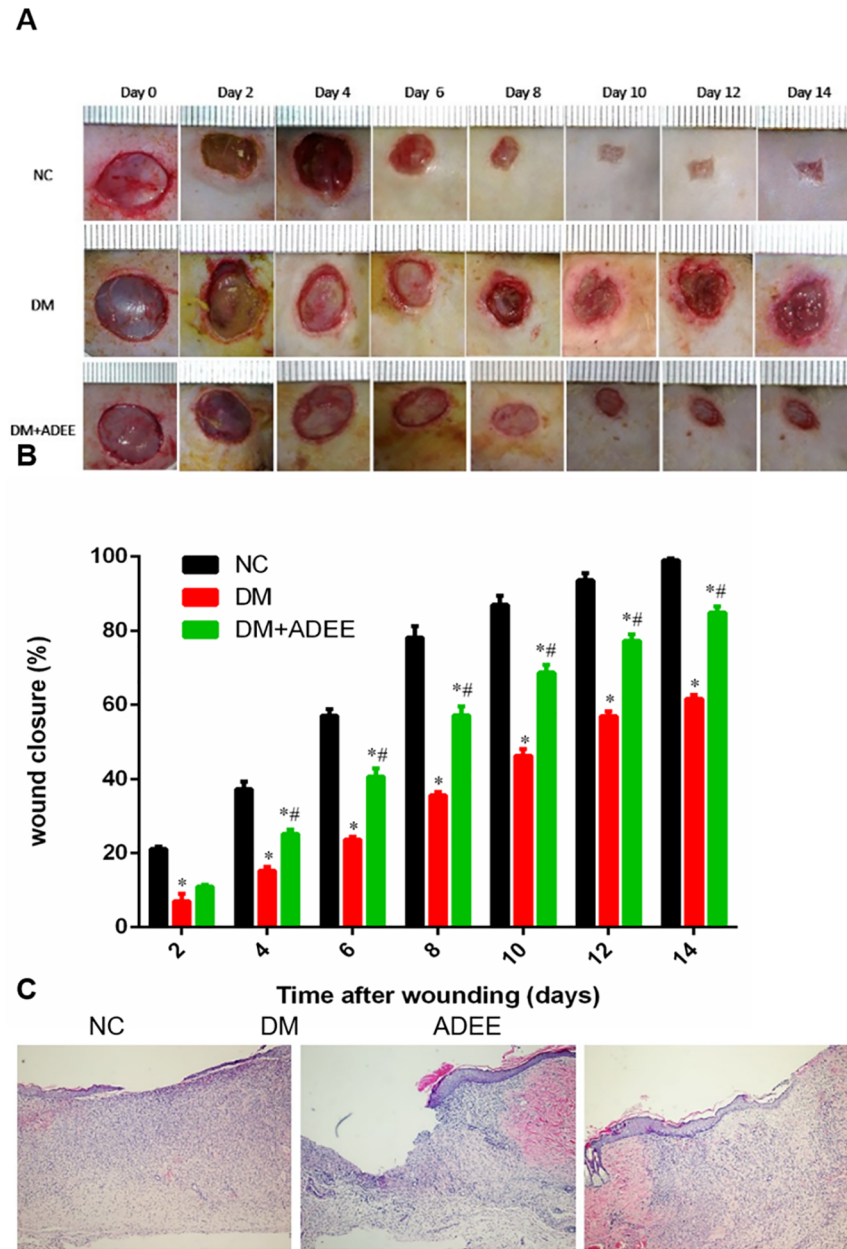 A
Day 0 Day 2 Day 4 Day 6 Day 8 Day 10 Day 12 Day 14
NC
DM
DM+ADEE
B
100
80
60
40
20
0
wound closure (%)
NC
DM
DM+ADEE
* * *# * *# * *# * *# * *# * *#
2 4 6 8 10 12 14
Time after wounding (days)
C
NC DM ADEE